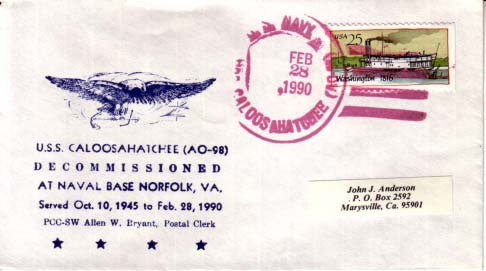 U.S. NAVY
FEB
28
1990
CALOOSAHATCHEE
USA 25
Washington 1816
U.S.S. CALOOSAHATCHEE (AO-98)
DECOMMISSIONED
AT NAVAL BASE NORFOLK, VA.
Served Oct. 10, 1945 to Feb. 28, 1990
PCC-SW Allen W. Bryant, Postal Clerk
John J. Anderson
P. O. Box 2592
Marysville, Ca. 95901